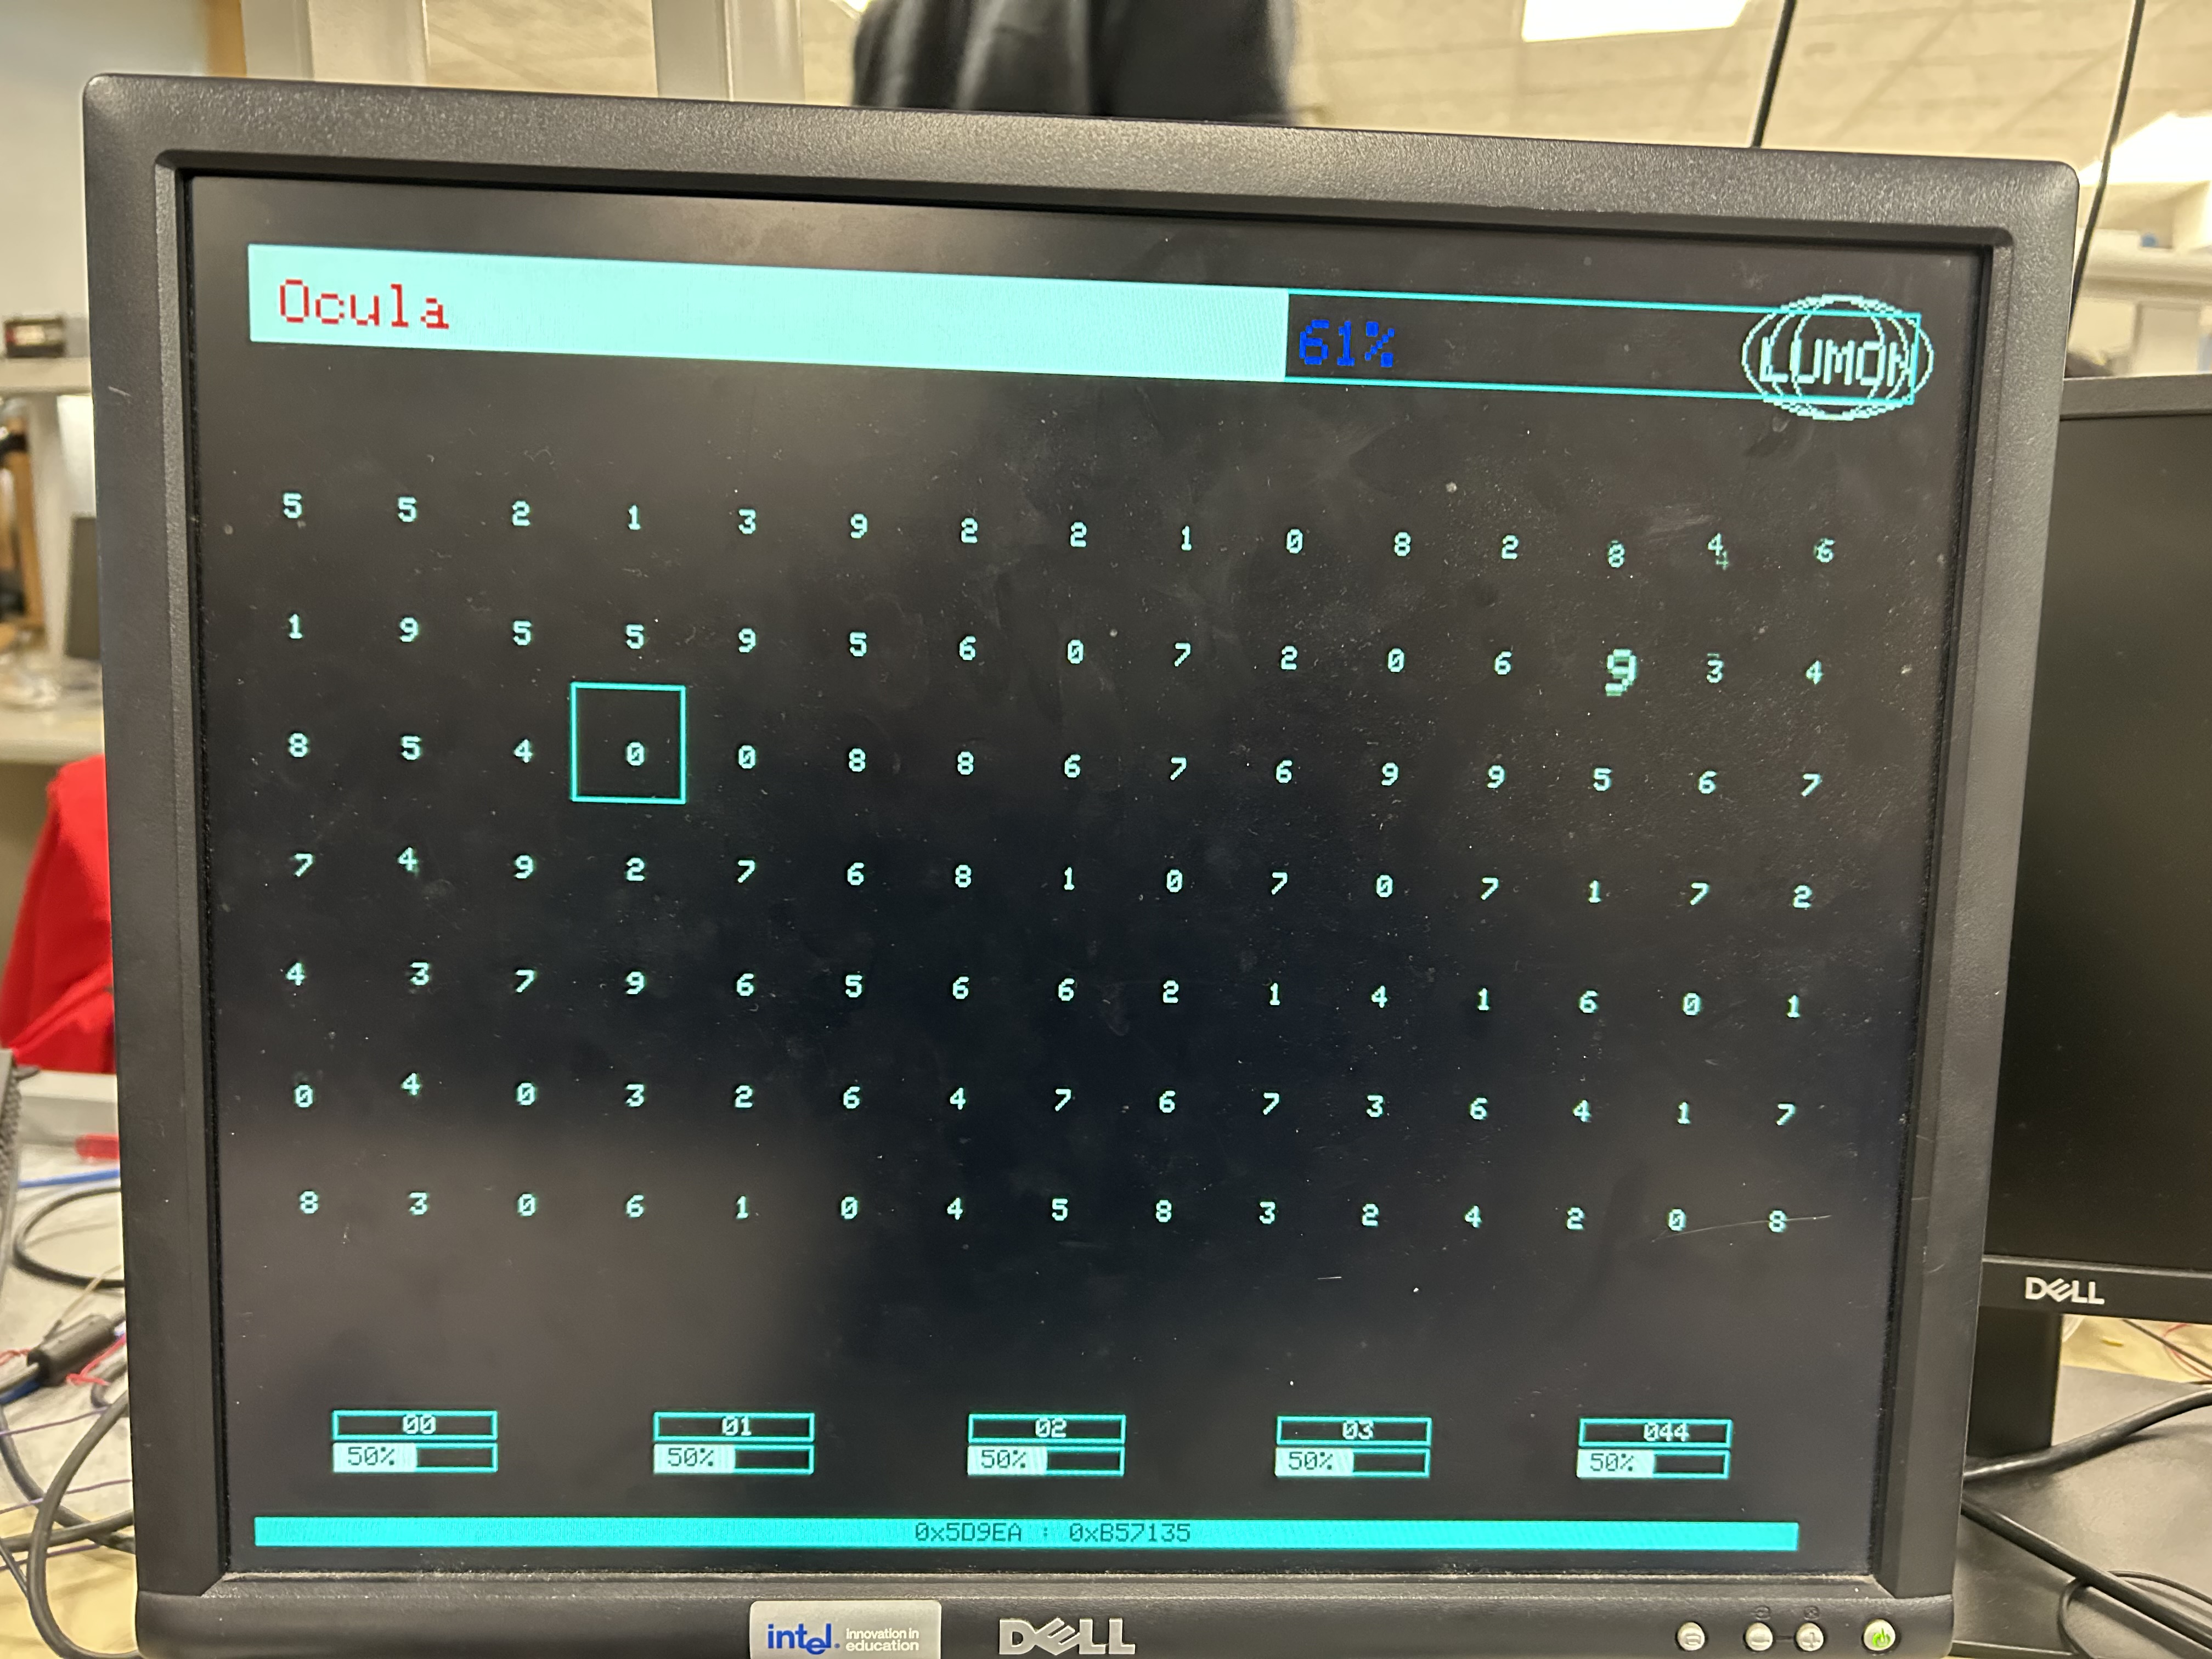 Ocula 61% LUMON
5 5 2 1 3 9 2 2 1 0 8 2 8 4 6
1 9 5 5 9 5 6 0 7 2 0 6 9 3 4
8 5 4 0 0 8 8 6 7 6 9 9 5 6 7
7 4 9 2 7 6 8 1 0 7 0 7 1 7 2
4 3 7 9 6 5 6 6 2 1 4 1 6 0 1
0 4 0 3 2 6 4 7 6 7 3 6 4 1 7
8 3 0 6 1 0 4 5 8 3 2 4 2 0 8
00 01 02 03 044
50% 50% 50% 50% 50%
0x5D9EA : 0xB57135
intel. innovation in
education
DELL
DELL